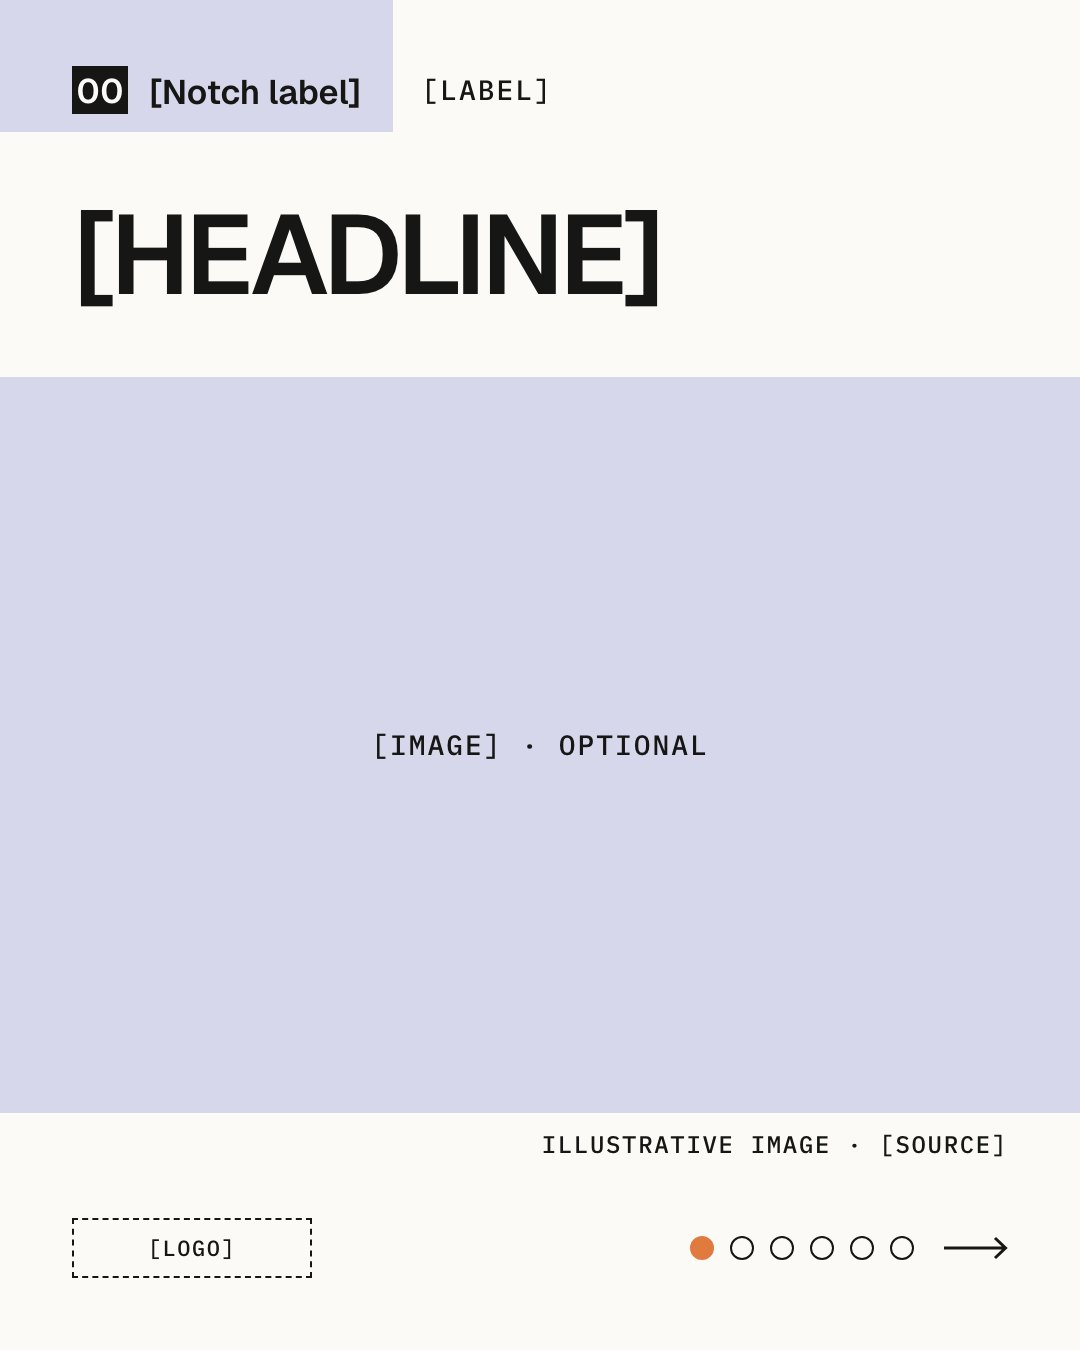 00 [Notch label] [LABEL]
[HEADLINE]
[IMAGE] · OPTIONAL
ILLUSTRATIVE IMAGE · [SOURCE]
[LOGO]